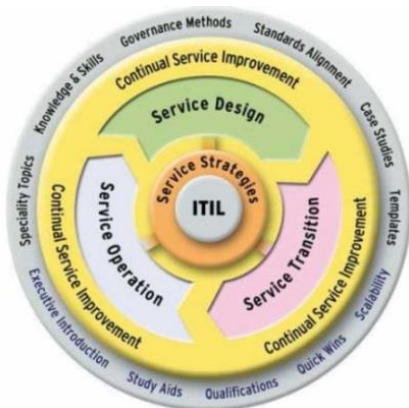 Governance Methods
Standards Alignment
Case Studies
Templates
Scalability
Quick Wins
Qualifications
Study Aids
Executive Introduction
Speciality Topics
Knowledge & Skills
Continual Service Improvement
Continual Service Improvement
Continual Service Improvement
Service Design
Service Transition
Service Operation
Service Strategies
ITIL